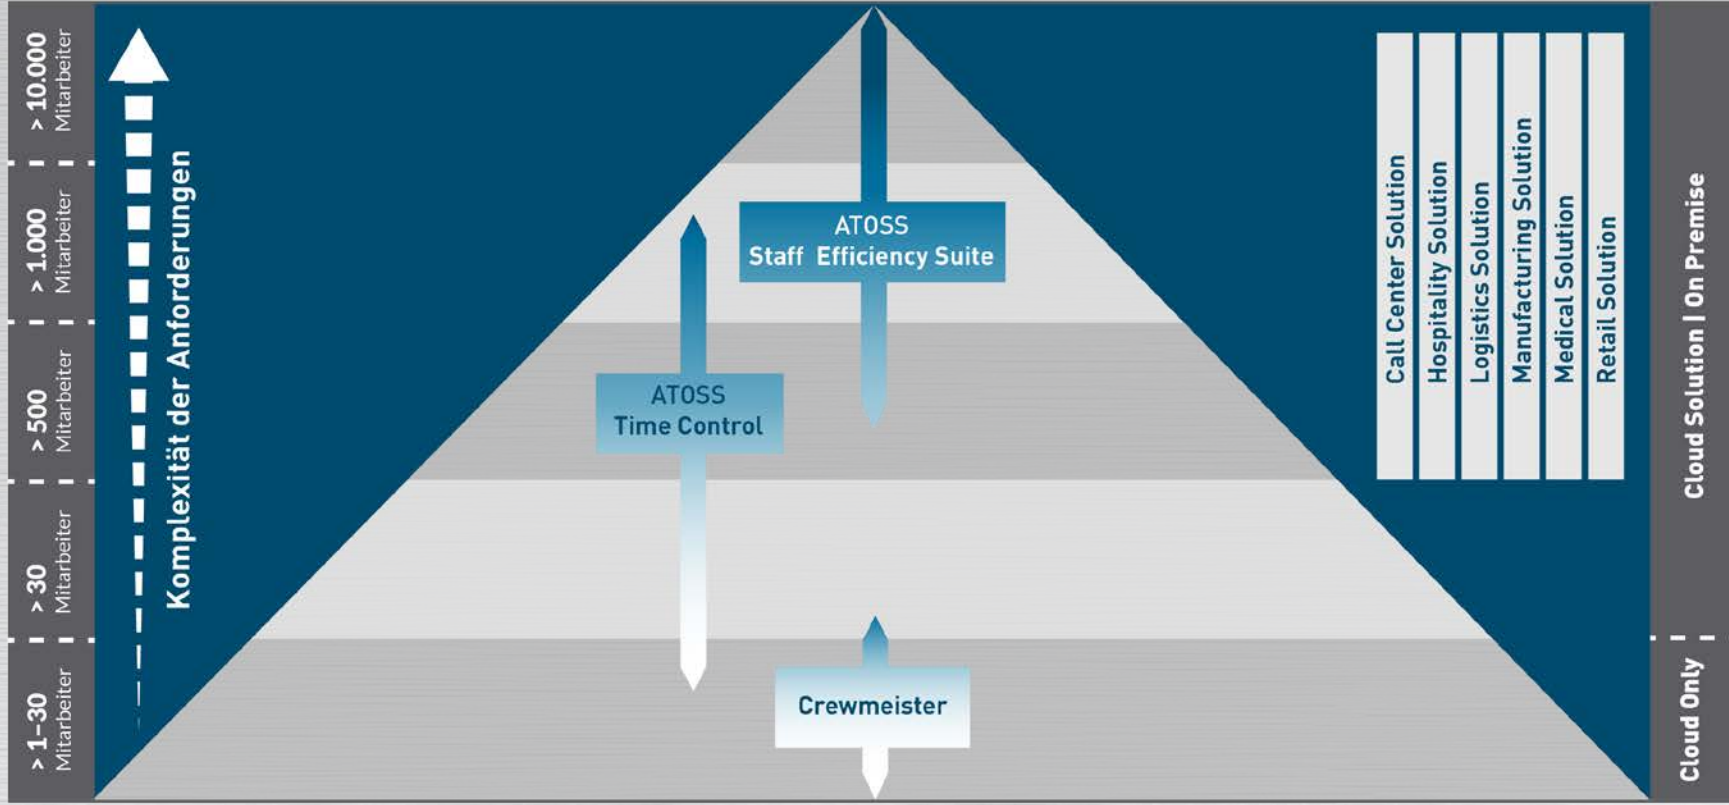 > 10.000
Mitarbeiter
> 1.000
Mitarbeiter
> 500
Mitarbeiter
> 30
Mitarbeiter
> 1–30
Mitarbeiter
Komplexität der Anforderungen
ATOSS
Staff Efficiency Suite
ATOSS
Time Control
Crewmeister
Call Center Solution
Hospitality Solution
Logistics Solution
Manufacturing Solution
Medical Solution
Retail Solution
Cloud Solution | On Premise
Cloud Only